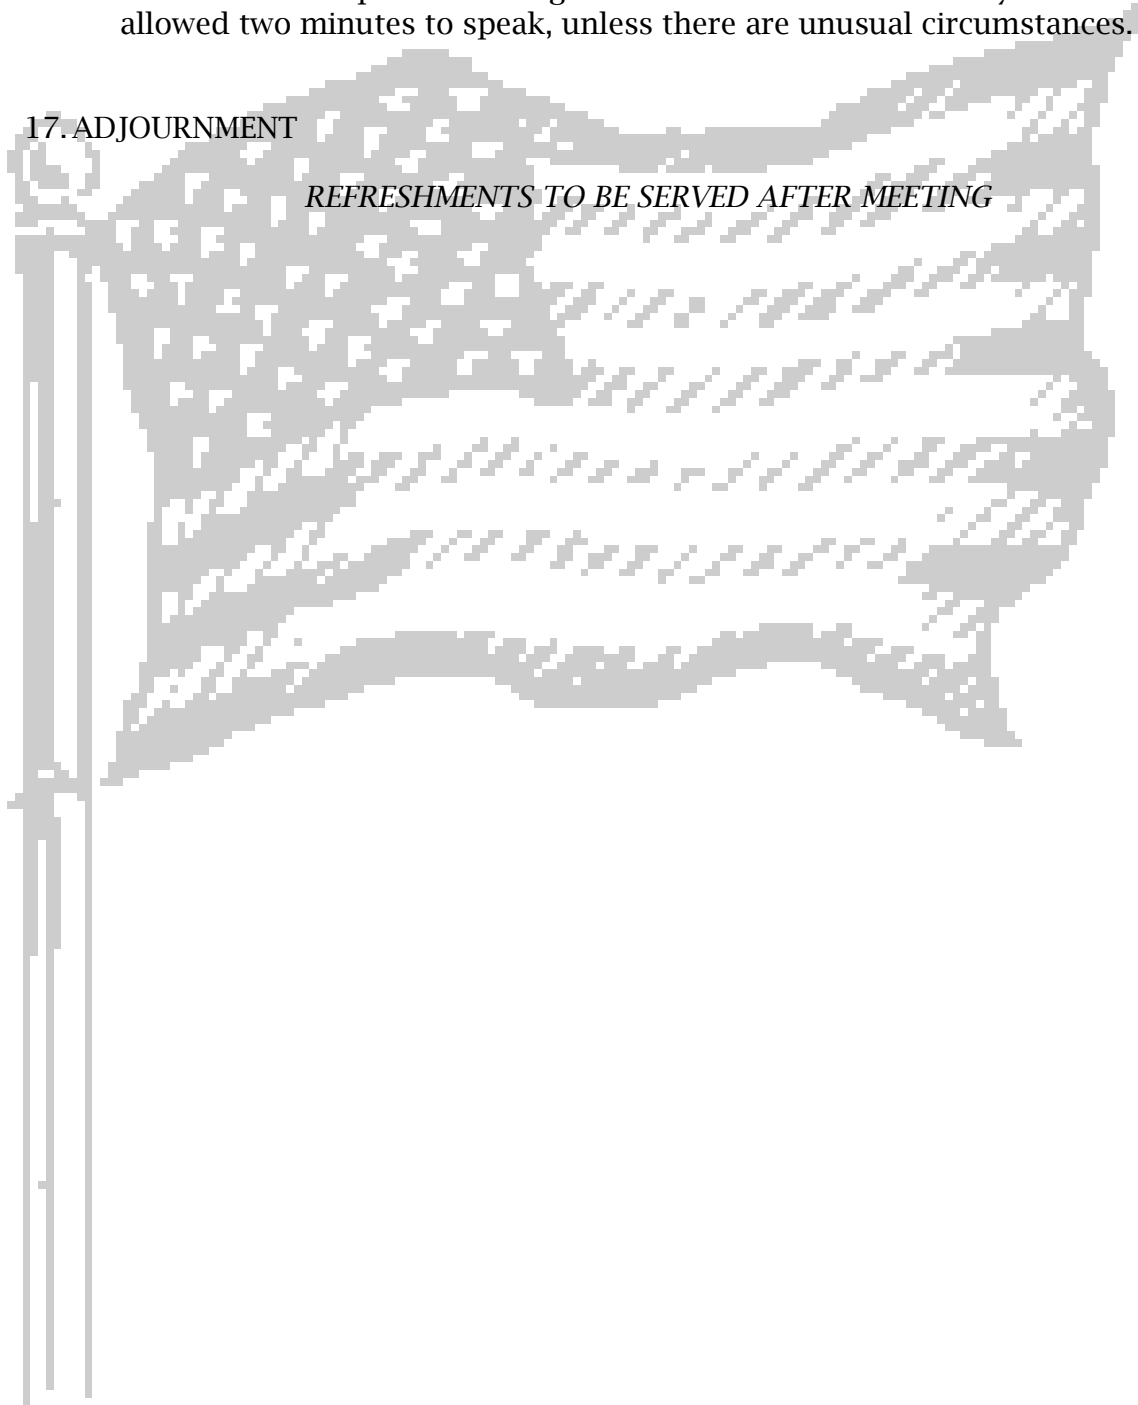 allowed two minutes to speak, unless there are unusual circumstances.
17. ADJOURNMENT
REFRESHMENTS TO BE SERVED AFTER MEETING